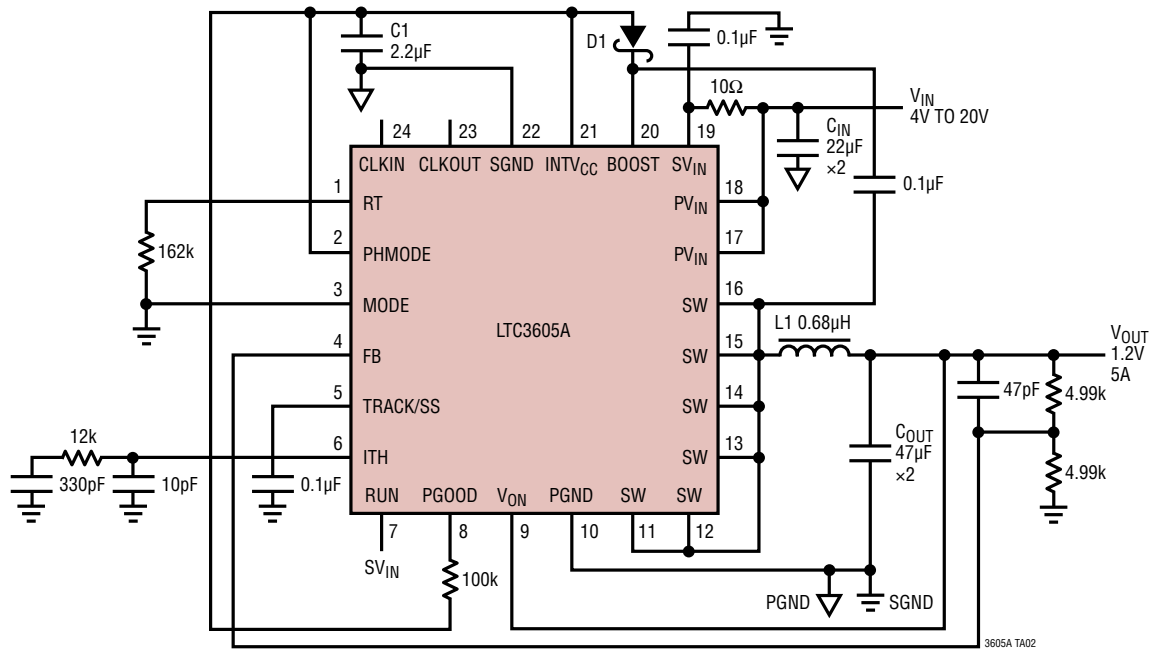 C1
2.2µF
D1
0.1µF
10Ω
V_IN
4V TO 20V
C_IN
22µF
×2
0.1µF
24
23
22
21
20
19
CLKIN
CLKOUT
SGND
INTV_CC
BOOST
SV_IN
1
RT
18
PV_IN
162k
2
PHMODE
17
PV_IN
3
MODE
16
SW
LTC3605A
4
FB
15
SW
L1 0.68µH
V_OUT
1.2V
5A
5
TRACK/SS
14
SW
47pF
4.99k
12k
6
ITH
13
SW
C_OUT
47µF
×2
4.99k
330pF
10pF
0.1µF
RUN
PGOOD
V_ON
PGND
SW
SW
7
8
9
10
11
12
SV_IN
100k
PGND
SGND
3605A TA02